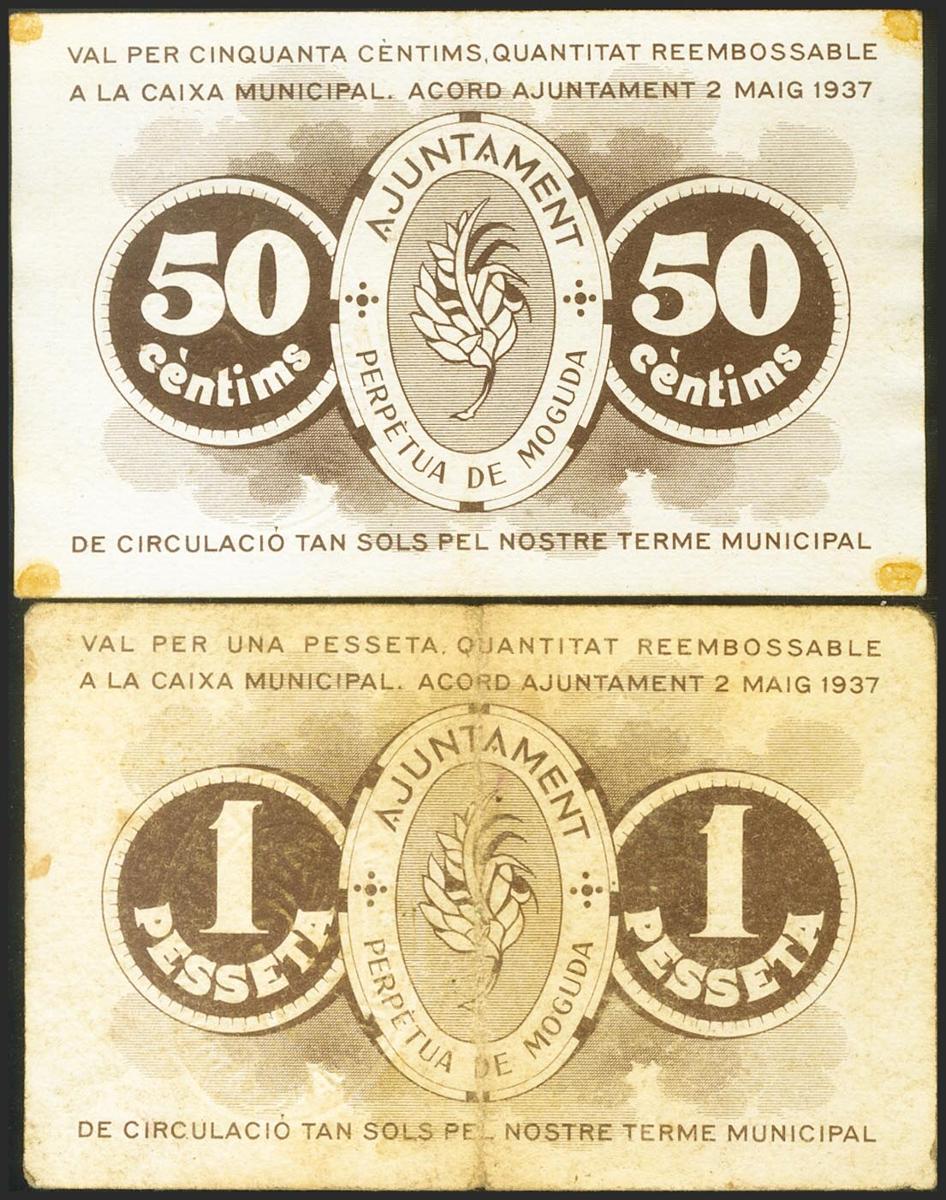 VAL PER CINQUANTA CÈNTIMS, QUANTITAT REEMBOSSABLE
A LA CAIXA MUNICIPAL. ACORD AJUNTAMENT 2 MAIG 1937
AJUNTAMENT
50
cèntims
50
cèntims
PERPÈTUA DE MOGUDA
DE CIRCULACIÓ TAN SOLS PEL NOSTRE TERME MUNICIPAL
VAL PER UNA PESSETA, QUANTITAT REEMBOSSABLE
A LA CAIXA MUNICIPAL. ACORD AJUNTAMENT 2 MAIG 1937
AJUNTAMENT
1
PESSETA
1
PESSETA
PERPÈTUA DE MOGUDA
DE CIRCULACIÓ TAN SOLS PEL NOSTRE TERME MUNICIPAL